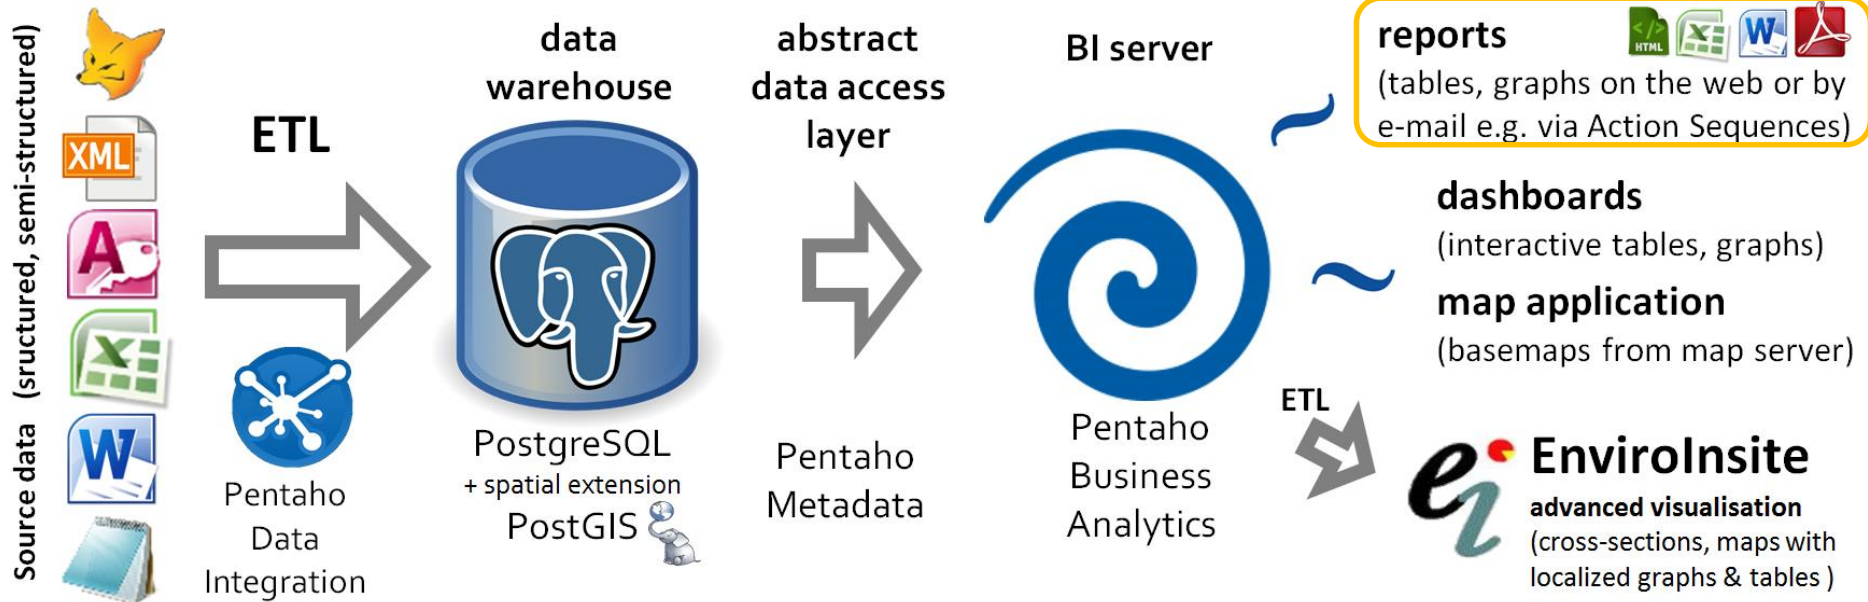 Source data (sructured, semi-structured)
XML
A
X
W
ETL
Pentaho
Data
Integration
data
warehouse
PostgreSQL
+ spatial extension
PostGIS
abstract
data access
layer
Pentaho
Metadata
BI server
Pentaho
Business
Analytics
reports
HTML
X
W
(tables, graphs on the web or by
e-mail e.g. via Action Sequences)
dashboards
(interactive tables, graphs)
map application
(basemaps from map server)
ETL
ei
EnviroInsite
advanced visualisation
(cross-sections, maps with
localized graphs & tables )